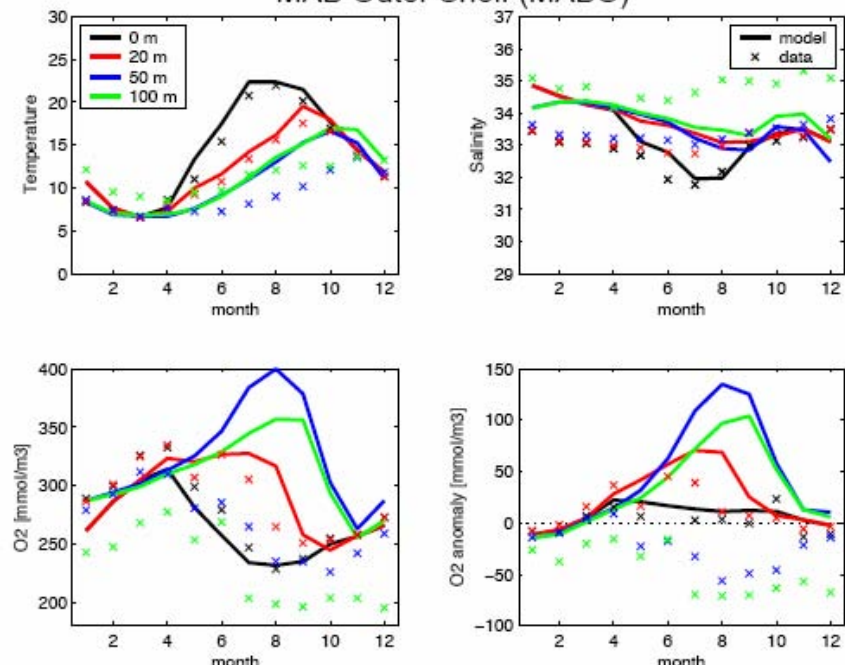 MAB Outer Shelf (MABO)
30
25
20
15
10
5
0
Temperature
0 m
20 m
50 m
100 m
2 4 6 8 10 12
month
37
36
35
34
33
32
31
30
29
Salinity
model
data
2 4 6 8 10 12
month
400
350
300
250
200
O2 [mmol/m3]
2 4 6 8 10 12
month
150
100
50
0
−50
−100
O2 anomaly [mmol/m3]
2 4 6 8 10 12
month